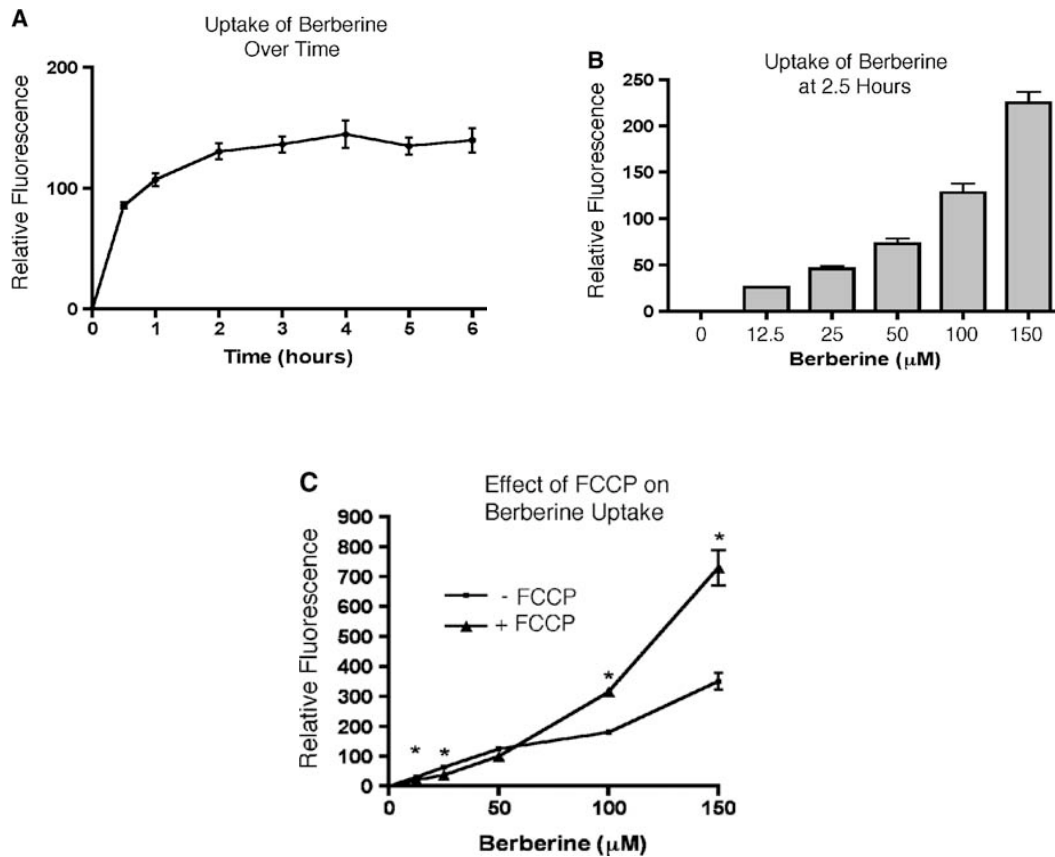 A
Uptake of Berberine
Over Time
Relative Fluorescence
200
100
0
0 1 2 3 4 5 6
Time (hours)
B
Uptake of Berberine
at 2.5 Hours
Relative Fluorescence
250
200
150
100
50
0
0 12.5 25 50 100 150
Berberine (μM)
C
Effect of FCCP on
Berberine Uptake
Relative Fluorescence
900
800
700
600
500
400
300
200
100
0
- FCCP
+ FCCP
* * * *
0 50 100 150
Berberine (μM)